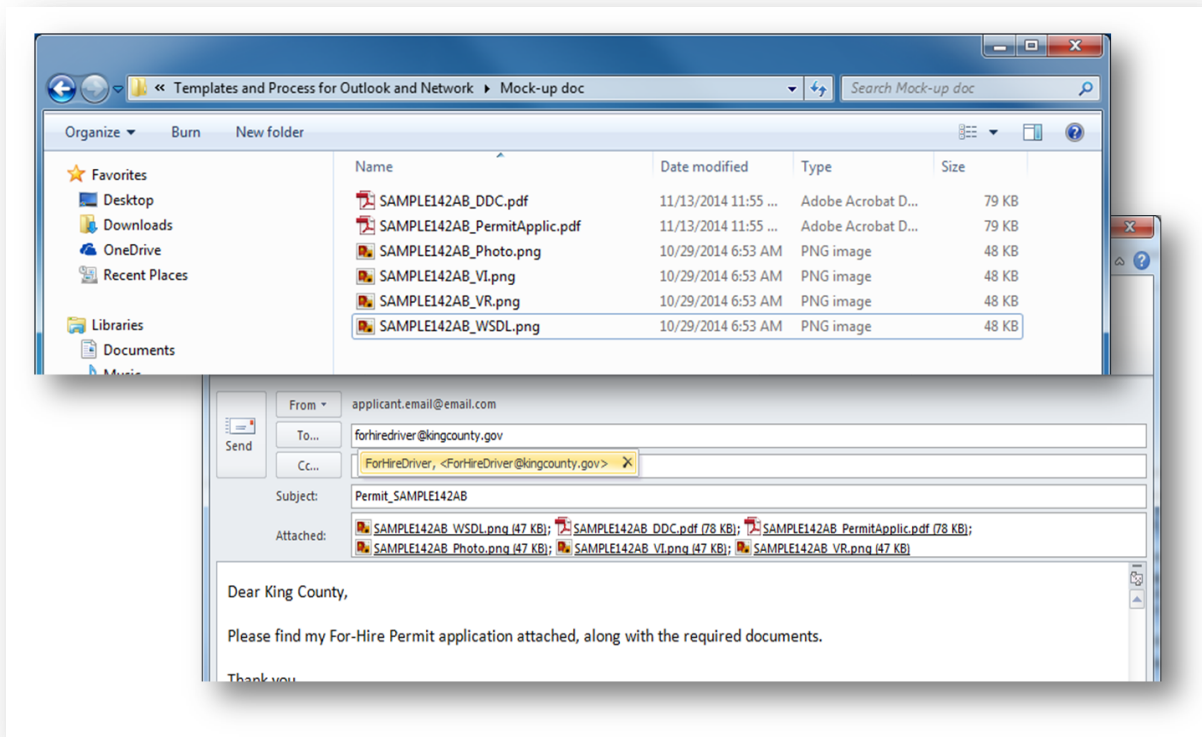 « Templates and Process for Outlook and Network ▸ Mock-up doc
Search Mock-up doc
Organize Burn New folder
Name Date modified Type Size
Favorites
Desktop
Downloads
OneDrive
Recent Places
Libraries
Documents
Music
SAMPLE142AB_DDC.pdf 11/13/2014 11:55 ... Adobe Acrobat D... 79 KB
SAMPLE142AB_PermitApplic.pdf 11/13/2014 11:55 ... Adobe Acrobat D... 79 KB
SAMPLE142AB_Photo.png 10/29/2014 6:53 AM PNG image 48 KB
SAMPLE142AB_VI.png 10/29/2014 6:53 AM PNG image 48 KB
SAMPLE142AB_VR.png 10/29/2014 6:53 AM PNG image 48 KB
SAMPLE142AB_WSDL.png 10/29/2014 6:53 AM PNG image 48 KB
Send
From applicant.email@email.com
To... forhiredriver@kingcounty.gov
Cc... ForHireDriver, <ForHireDriver@kingcounty.gov> X
Subject: Permit_SAMPLE142AB
Attached: SAMPLE142AB_WSDL.png (47 KB); SAMPLE142AB_DDC.pdf (78 KB); SAMPLE142AB_PermitApplic.pdf (78 KB);
SAMPLE142AB_Photo.png (47 KB); SAMPLE142AB_VI.png (47 KB); SAMPLE142AB_VR.png (47 KB)
Dear King County,
Please find my For-Hire Permit application attached, along with the required documents.
Thank you